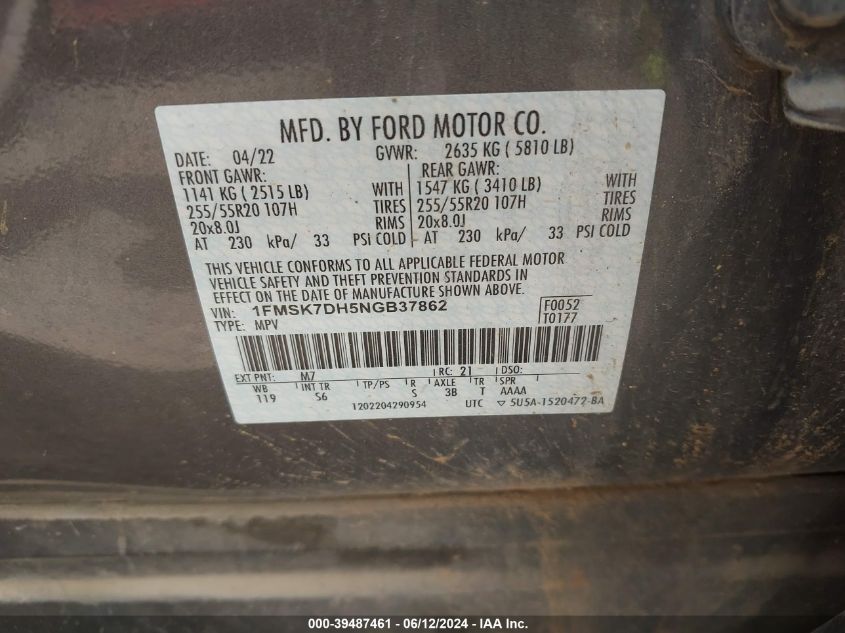 MFD. BY FORD MOTOR CO.
DATE: 04/22 GVWR: 2635 KG ( 5810 LB)
FRONT GAWR: REAR GAWR:
1141 KG ( 2515 LB) WITH 1547 KG ( 3410 LB) WITH
255/55R20 107H TIRES 255/55R20 107H TIRES
20x8.0J RIMS 20x8.0J RIMS
AT 230 kPa/ 33 PSI COLD AT 230 kPa/ 33 PSI COLD
THIS VEHICLE CONFORMS TO ALL APPLICABLE FEDERAL MOTOR
VEHICLE SAFETY AND THEFT PREVENTION STANDARDS IN
EFFECT ON THE DATE OF MANUFACTURE SHOWN ABOVE.
VIN: 1FMSK7DH5NGB37862 F0052
TYPE: MPV T0177
EXT PNT: M7 RC: 21 DSO:
WB INT TR TP/PS R AXLE TR SPR
119 S6 S 3B T AAAA
1202204290954 UTC ▽ 5U5A-1520472-BA
000-39487461 - 06/12/2024 - IAA Inc.